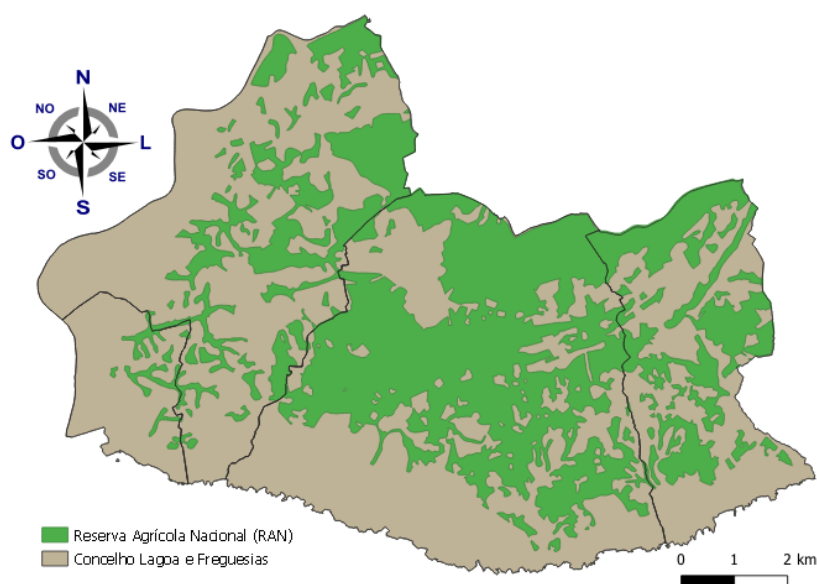 N
NO
NE
O
L
SO
SE
S
Reserva Agrícola Nacional (RAN)
Concelho Lagoa e Freguesias
0 1 2 km